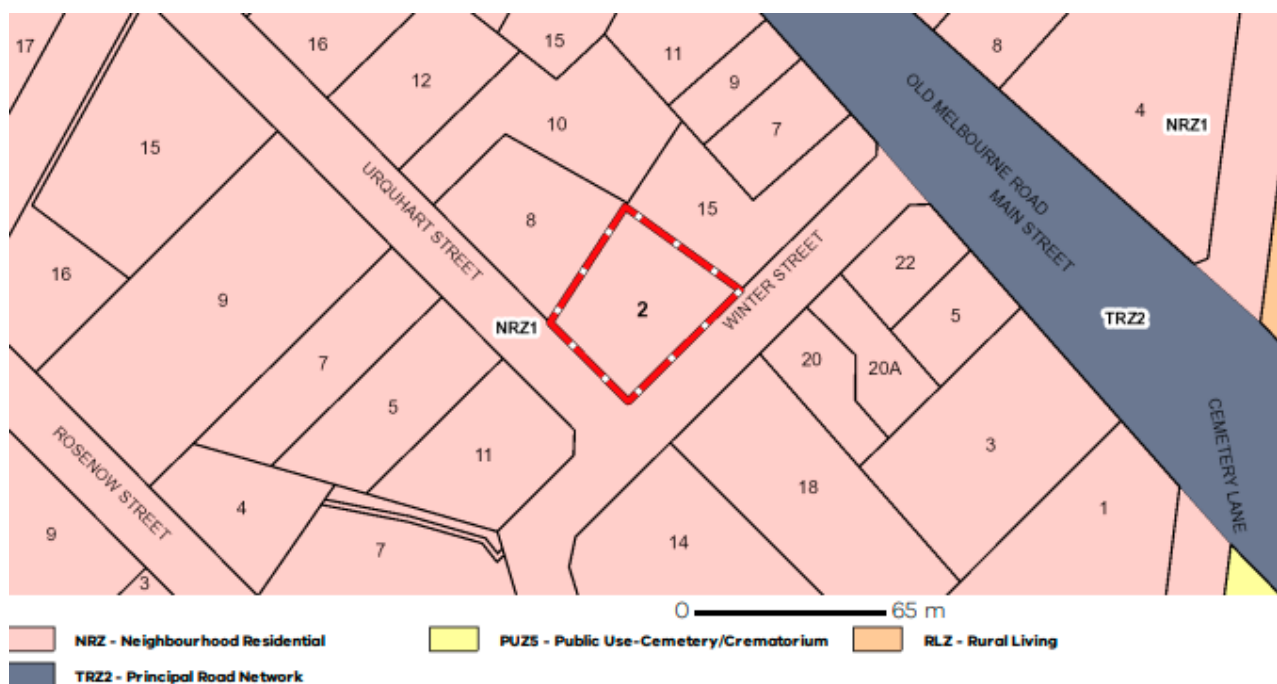 17
16
15
11
8
12
9
4
NRZ1
10
7
15
OLD MELBOURNE ROAD
MAIN STREET
URQUHART STREET
8
15
16
9
22
WINTER STREET
2
NRZ1
5
TRZ2
7
20
20A
5
CEMETERY LANE
ROSENOW STREET
11
3
4
18
1
9
7
14
3
0 65 m
NRZ - Neighbourhood Residential
PUZ5 - Public Use-Cemetery/Crematorium
RLZ - Rural Living
TRZ2 - Principal Road Network